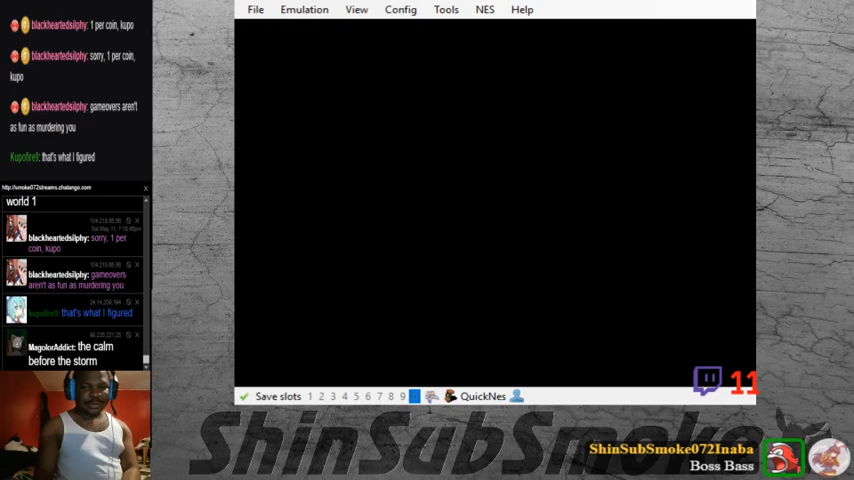 blackheartedsilphy: 1 per coin, kupo
blackheartedsilphy: sorry, 1 per coin,
kupo
blackheartedsilphy: gameovers aren't
as fun as murdering you
Kupofire9: that's what I figured
http://smoke072streams.chatango.com x
world 1
blackheartedsilphy: sorry, 1 per
coin, kupo
blackheartedsilphy: gameovers
aren't as fun as murdering you
kupofire9: that's what I figured
MagolorAddict: the calm
before the storm
File Emulation View Config Tools NES Help
Save slots 1 2 3 4 5 6 7 8 9 QuickNes
11
ShinSubSmoke
ShinSubSmoke072Inaba
Boss Bass